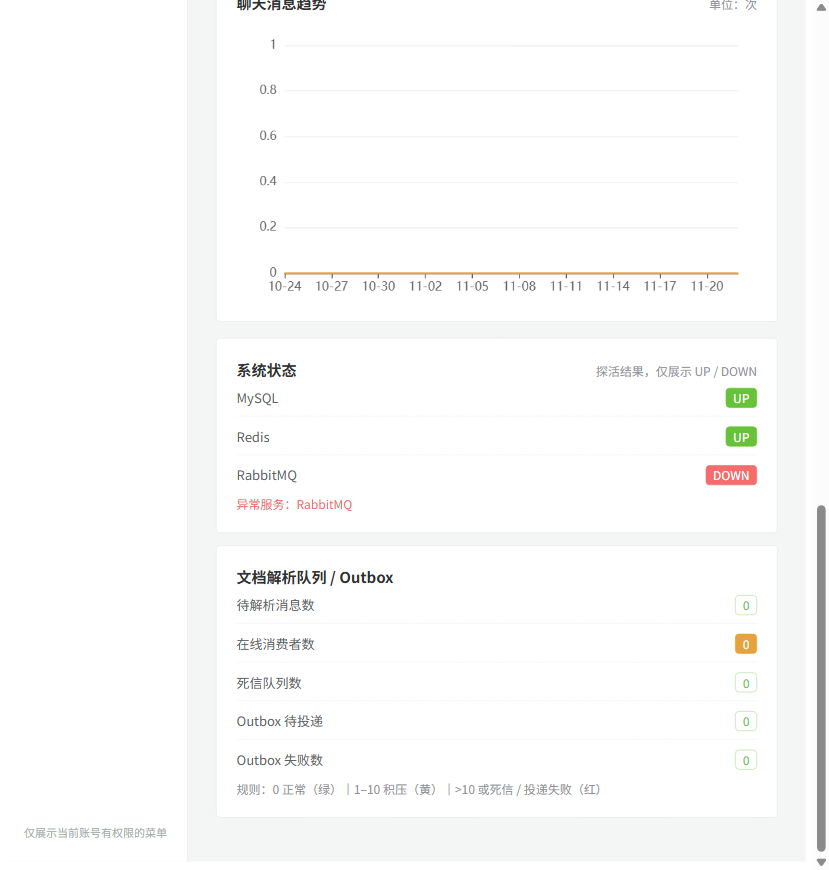 聊天消息趋势
单位：次
1
0.8
0.6
0.4
0.2
0
10-24 10-27 10-30 11-02 11-05 11-08 11-11 11-14 11-17 11-20
系统状态
探活结果，仅展示 UP / DOWN
MySQL UP
Redis UP
RabbitMQ DOWN
异常服务：RabbitMQ
文档解析队列 / Outbox
待解析消息数 0
在线消费者数 0
死信队列数 0
Outbox 待投递 0
Outbox 失败数 0
规则：0 正常（绿）｜1–10 积压（黄）｜>10 或死信 / 投递失败（红）
仅展示当前账号有权限的菜单